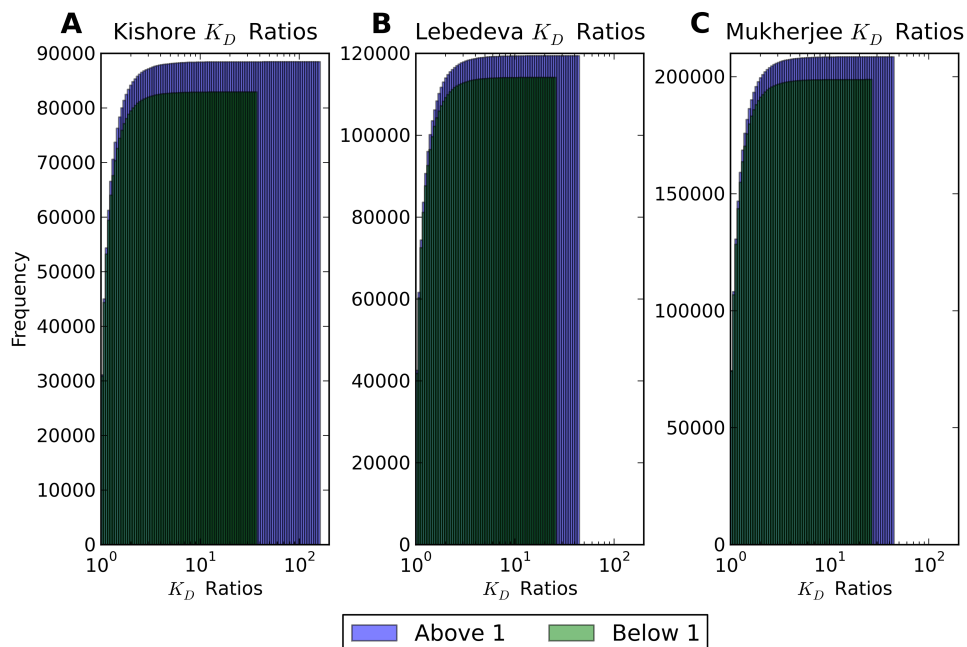 A Kishore K_D Ratios
B Lebedeva K_D Ratios
C Mukherjee K_D Ratios
Frequency
90000
80000
70000
60000
50000
40000
30000
20000
10000
0
10^0 10^1 10^2
K_D Ratios
120000
100000
80000
60000
40000
20000
0
10^0 10^1 10^2
K_D Ratios
200000
150000
100000
50000
0
10^0 10^1 10^2
K_D Ratios
Above 1 Below 1